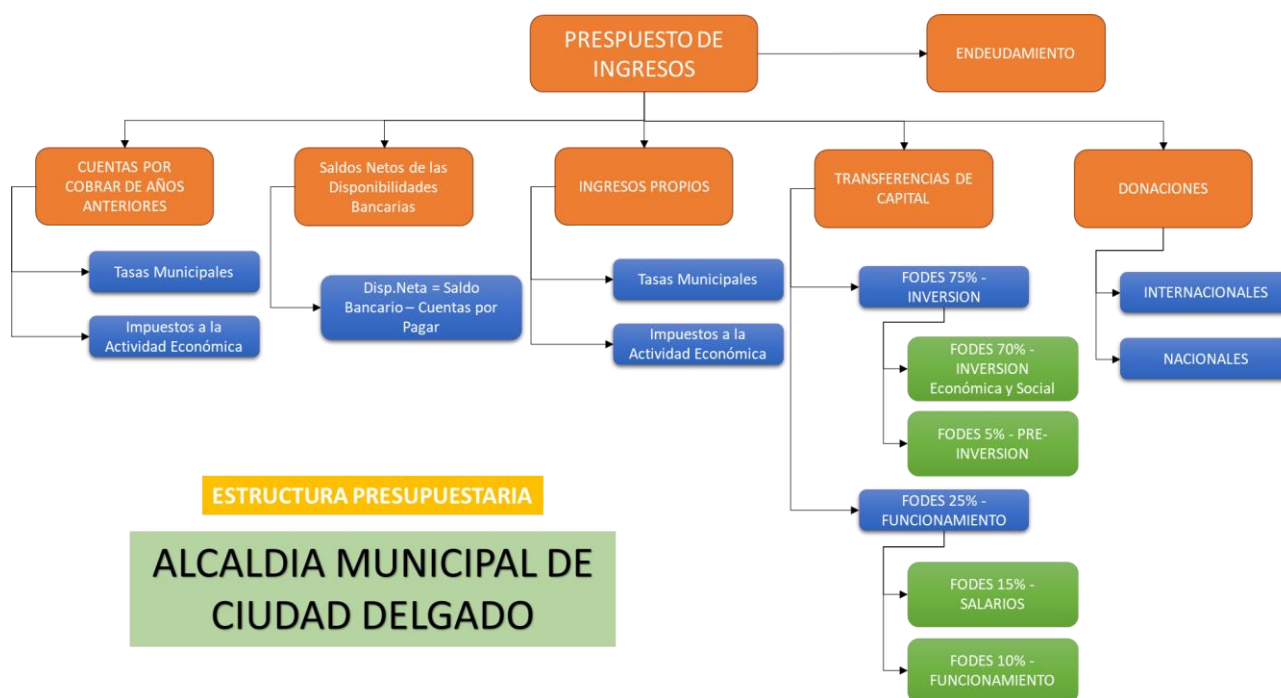 PRESPUESTO DE
INGRESOS
ENDEUDAMIENTO
CUENTAS POR
COBRAR DE AÑOS
ANTERIORES
Saldos Netos de las
Disponibilidades
Bancarias
INGRESOS PROPIOS
TRANSFERENCIAS DE
CAPITAL
DONACIONES
Tasas Municipales
Impuestos a la
Actividad Económica
Disp.Neta = Saldo
Bancario – Cuentas por
Pagar
Tasas Municipales
Impuestos a la
Actividad Económica
FODES 75% -
INVERSION
FODES 70% -
INVERSION
Económica y Social
FODES 5% - PRE-
INVERSION
FODES 25% -
FUNCIONAMIENTO
FODES 15% -
SALARIOS
FODES 10% -
FUNCIONAMIENTO
INTERNACIONALES
NACIONALES
ESTRUCTURA PRESUPUESTARIA
ALCALDIA MUNICIPAL DE
CIUDAD DELGADO